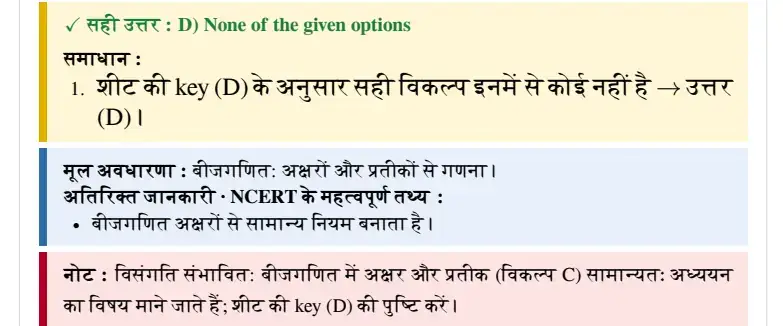 ✓ सही उत्तर : D) None of the given options
समाधान :
1. शीट की key (D) के अनुसार सही विकल्प इनमें से कोई नहीं है → उत्तर
(D)।
मूल अवधारणा : बीजगणित: अक्षरों और प्रतीकों से गणना।
अतिरिक्त जानकारी · NCERT के महत्वपूर्ण तथ्य :
• बीजगणित अक्षरों से सामान्य नियम बनाता है।
नोट : विसंगति संभावित: बीजगणित में अक्षर और प्रतीक (विकल्प C) सामान्यतः अध्ययन
का विषय माने जाते हैं; शीट की key (D) की पुष्टि करें।